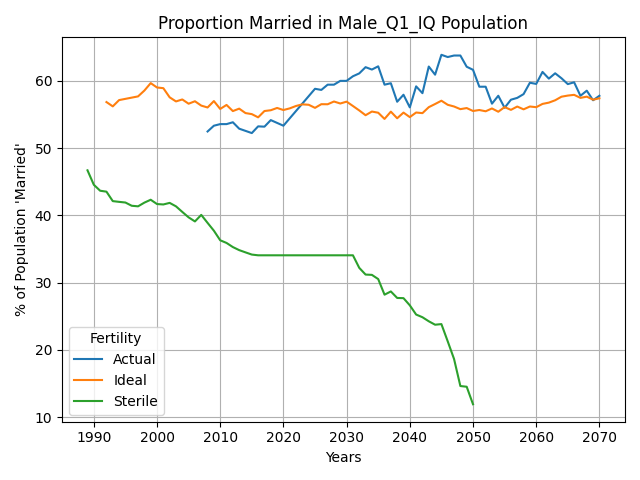 Proportion Married in Male_Q1_IQ Population
% of Population 'Married'
60
50
40
30
20
10
Fertility
Actual
Ideal
Sterile
1990 2000 2010 2020 2030 2040 2050 2060 2070
Years